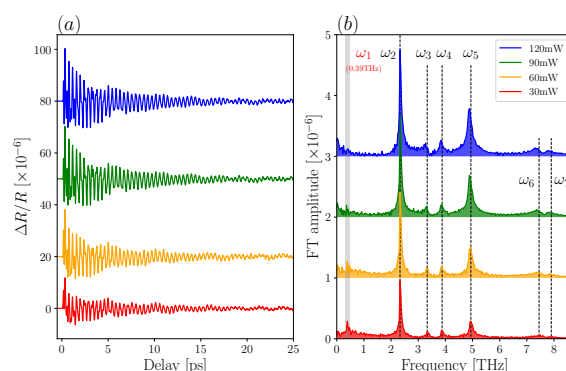 (a)
(b)
100
80
60
40
20
0
ΔR/R [×10⁻⁶]
0
5
10
15
20
25
Delay [ps]
ω₁
(0.39THz)
ω₂
ω₃
ω₄
ω₅
ω₆
120mW
90mW
60mW
30mW
5
4
3
2
1
0
FT amplitude [×10⁻⁶]
0
1
2
3
4
5
6
7
8
Frequency [THz]